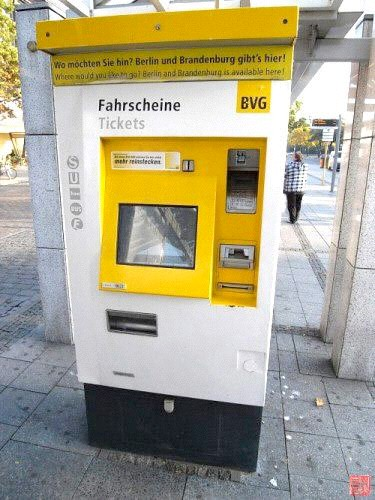 Wo möchten Sie hin? Berlin und Brandenburg gibt's hier!
Where would you like to go? Berlin and Brandenburg is available here!
Fahrscheine
BVG
Tickets
mehr reinstecken.
S
U
BUS
F